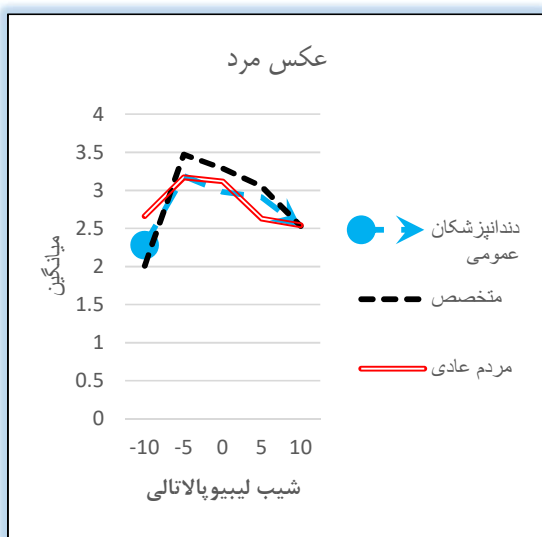 عکس مرد
4
3.5
3
2.5
2
1.5
1
0.5
0
میانگین
-10 -5 0 5 10
شیب لیبیوپالاتالی
دندانپزشکان
عمومی
متخصص
مردم عادی